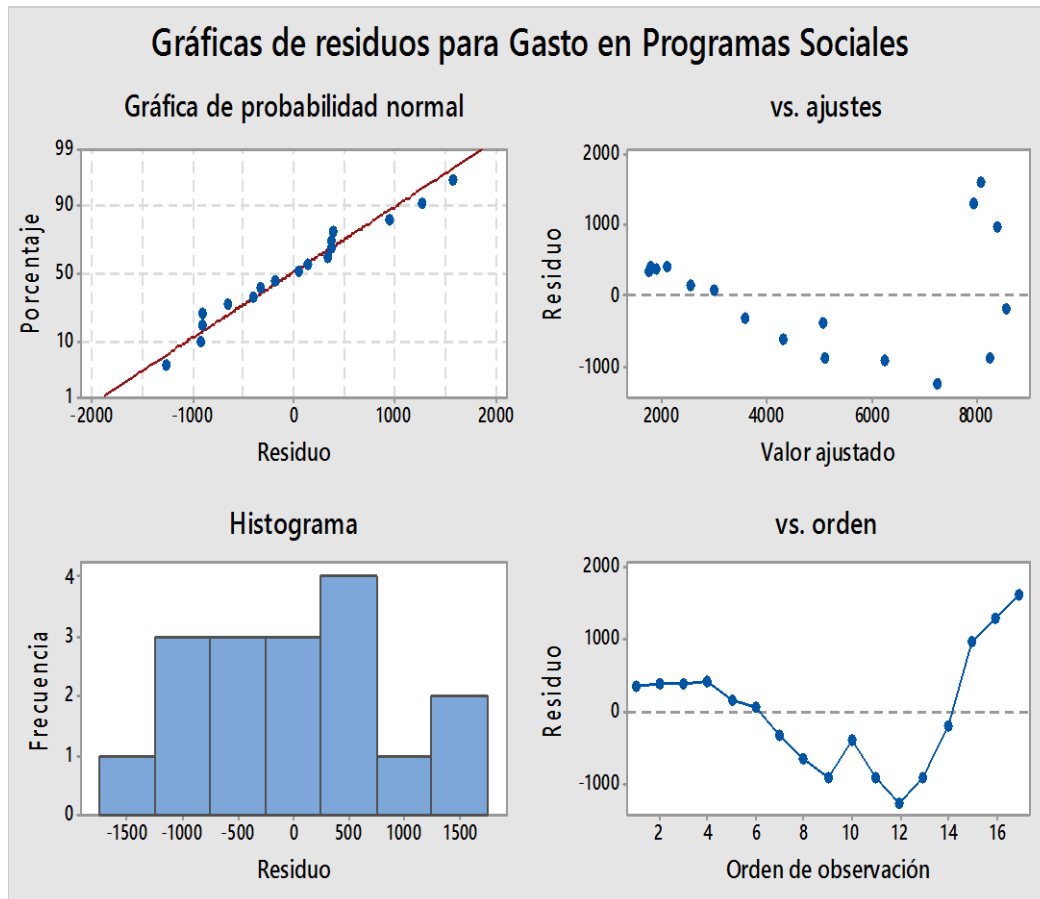 Gráficas de residuos para Gasto en Programas Sociales
Gráfica de probabilidad normal
99
90
50
10
1
Porcentaje
-2000 -1000 0 1000 2000
Residuo
vs. ajustes
2000
1000
0
-1000
Residuo
2000 4000 6000 8000
Valor ajustado
Histograma
4
3
2
1
0
Frecuencia
-1500 -1000 -500 0 500 1000 1500
Residuo
vs. orden
2000
1000
0
-1000
Residuo
2 4 6 8 10 12 14 16
Orden de observación